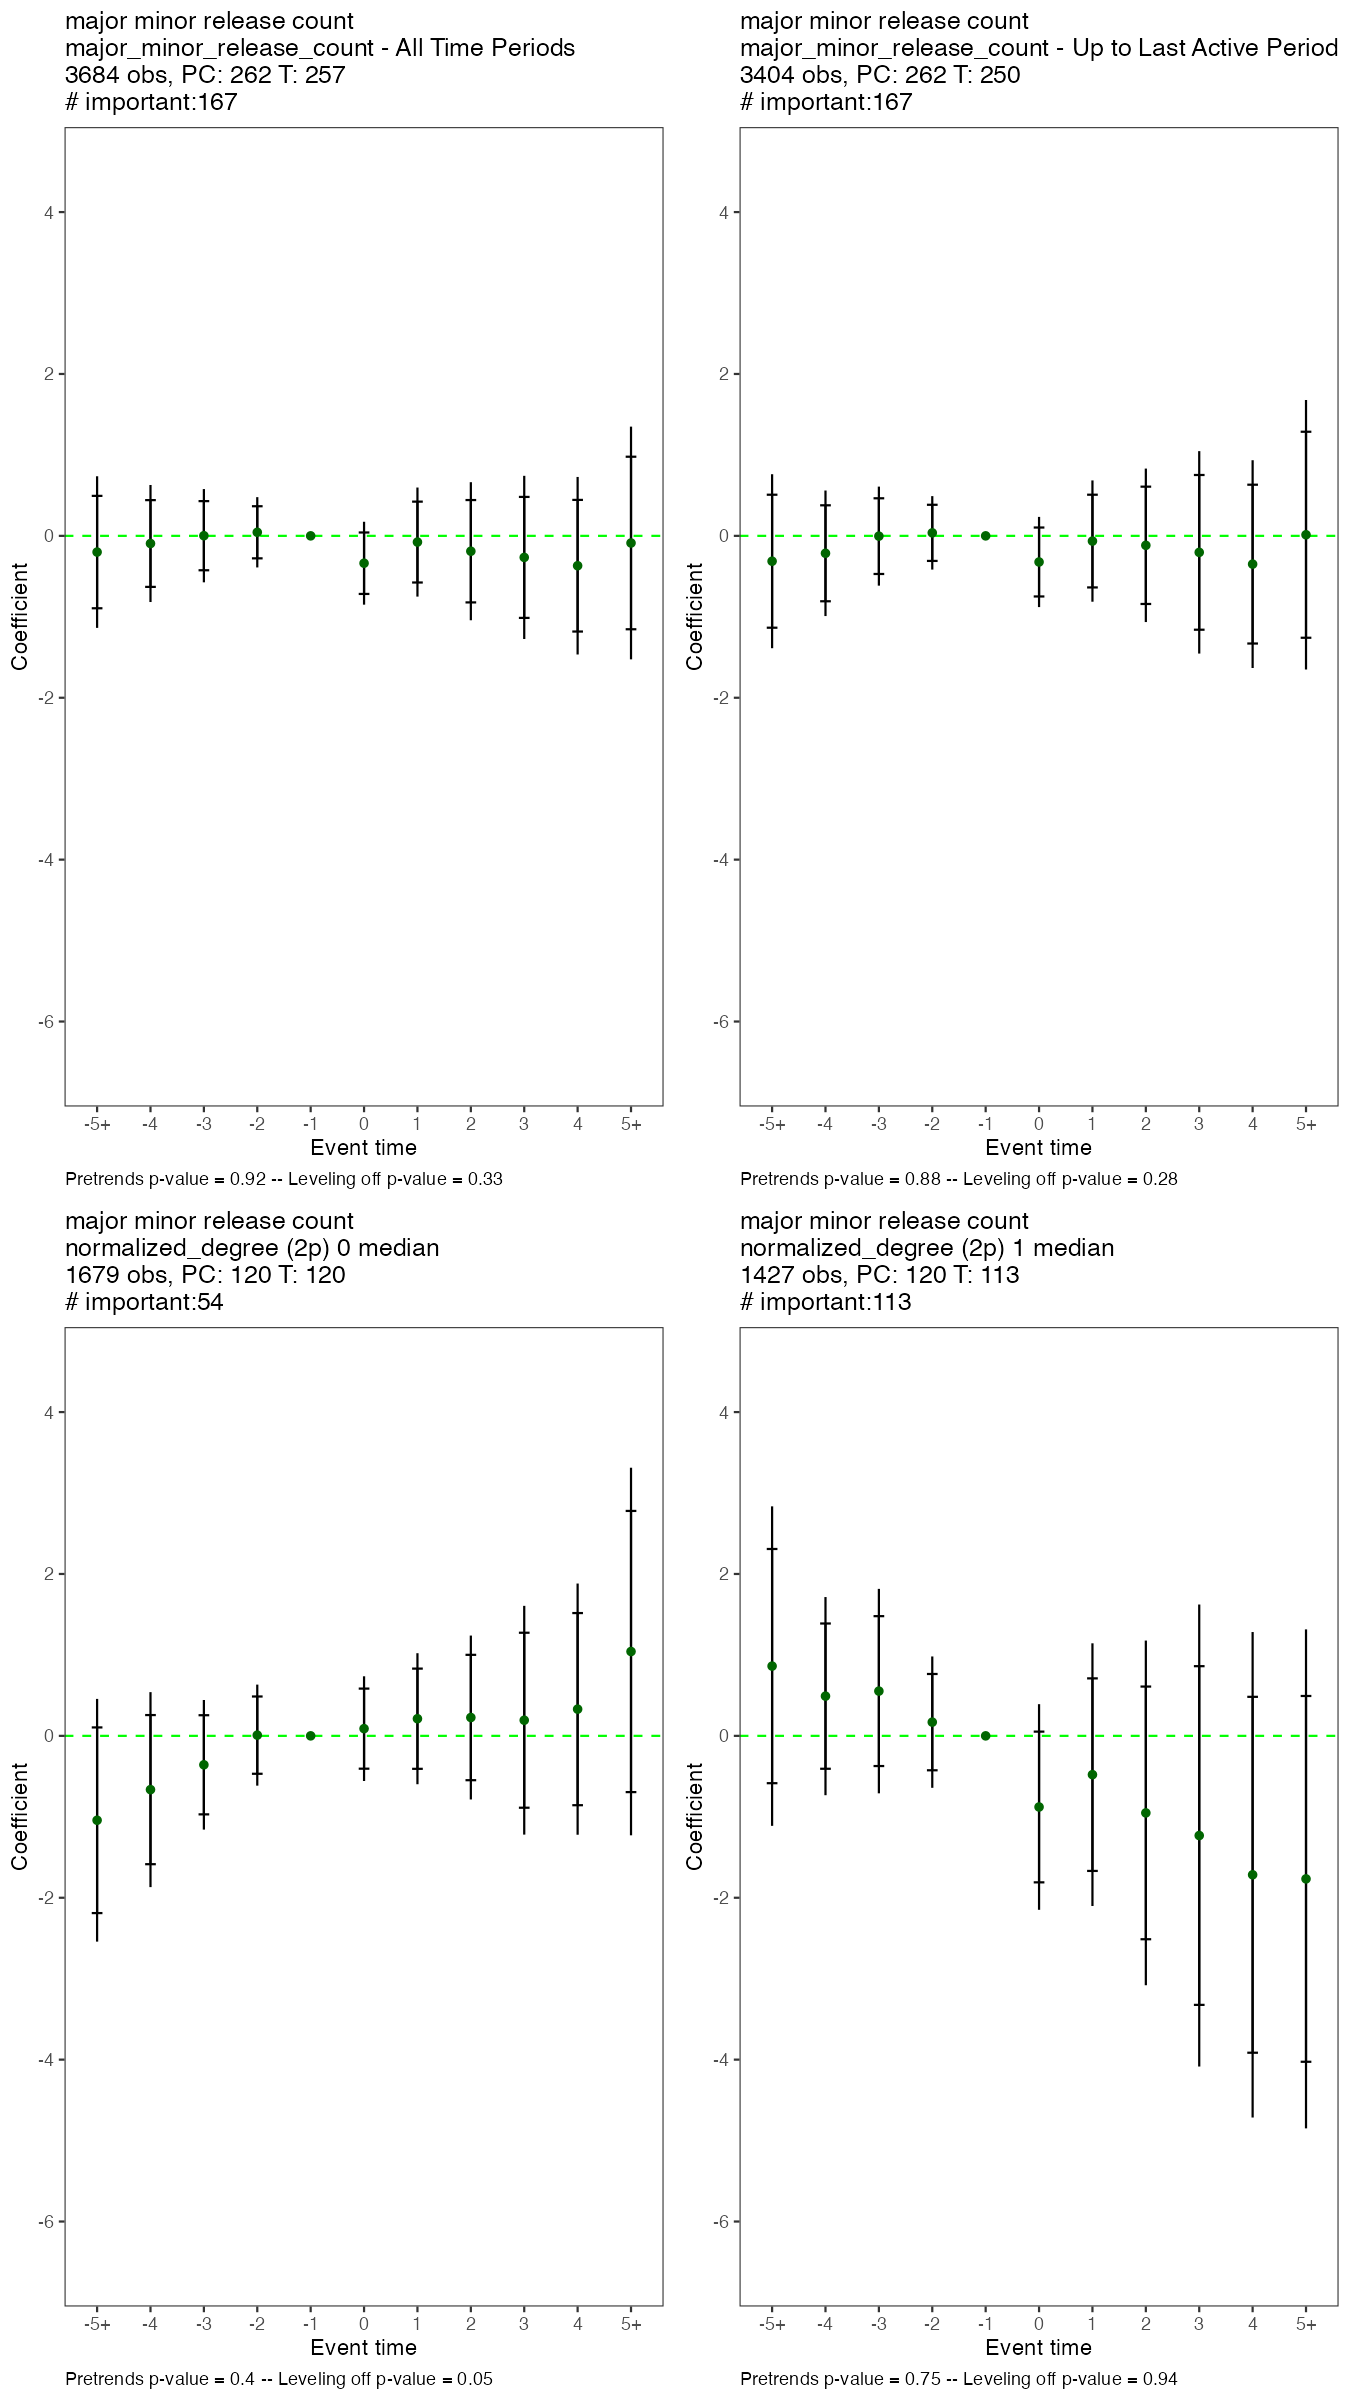 major minor release count
major_minor_release_count - All Time Periods
3684 obs, PC: 262 T: 257
# important:167
4
2
0
-2
-4
-6
Coefficient
-5+ -4 -3 -2 -1 0 1 2 3 4 5+
Event time
Pretrends p-value = 0.92 -- Leveling off p-value = 0.33
major minor release count
major_minor_release_count - Up to Last Active Period
3404 obs, PC: 262 T: 250
# important:167
4
2
0
-2
-4
-6
Coefficient
-5+ -4 -3 -2 -1 0 1 2 3 4 5+
Event time
Pretrends p-value = 0.88 -- Leveling off p-value = 0.28
major minor release count
normalized_degree (2p) 0 median
1679 obs, PC: 120 T: 120
# important:54
4
2
0
-2
-4
-6
Coefficient
-5+ -4 -3 -2 -1 0 1 2 3 4 5+
Event time
Pretrends p-value = 0.4 -- Leveling off p-value = 0.05
major minor release count
normalized_degree (2p) 1 median
1427 obs, PC: 120 T: 113
# important:113
4
2
0
-2
-4
-6
Coefficient
-5+ -4 -3 -2 -1 0 1 2 3 4 5+
Event time
Pretrends p-value = 0.75 -- Leveling off p-value = 0.94